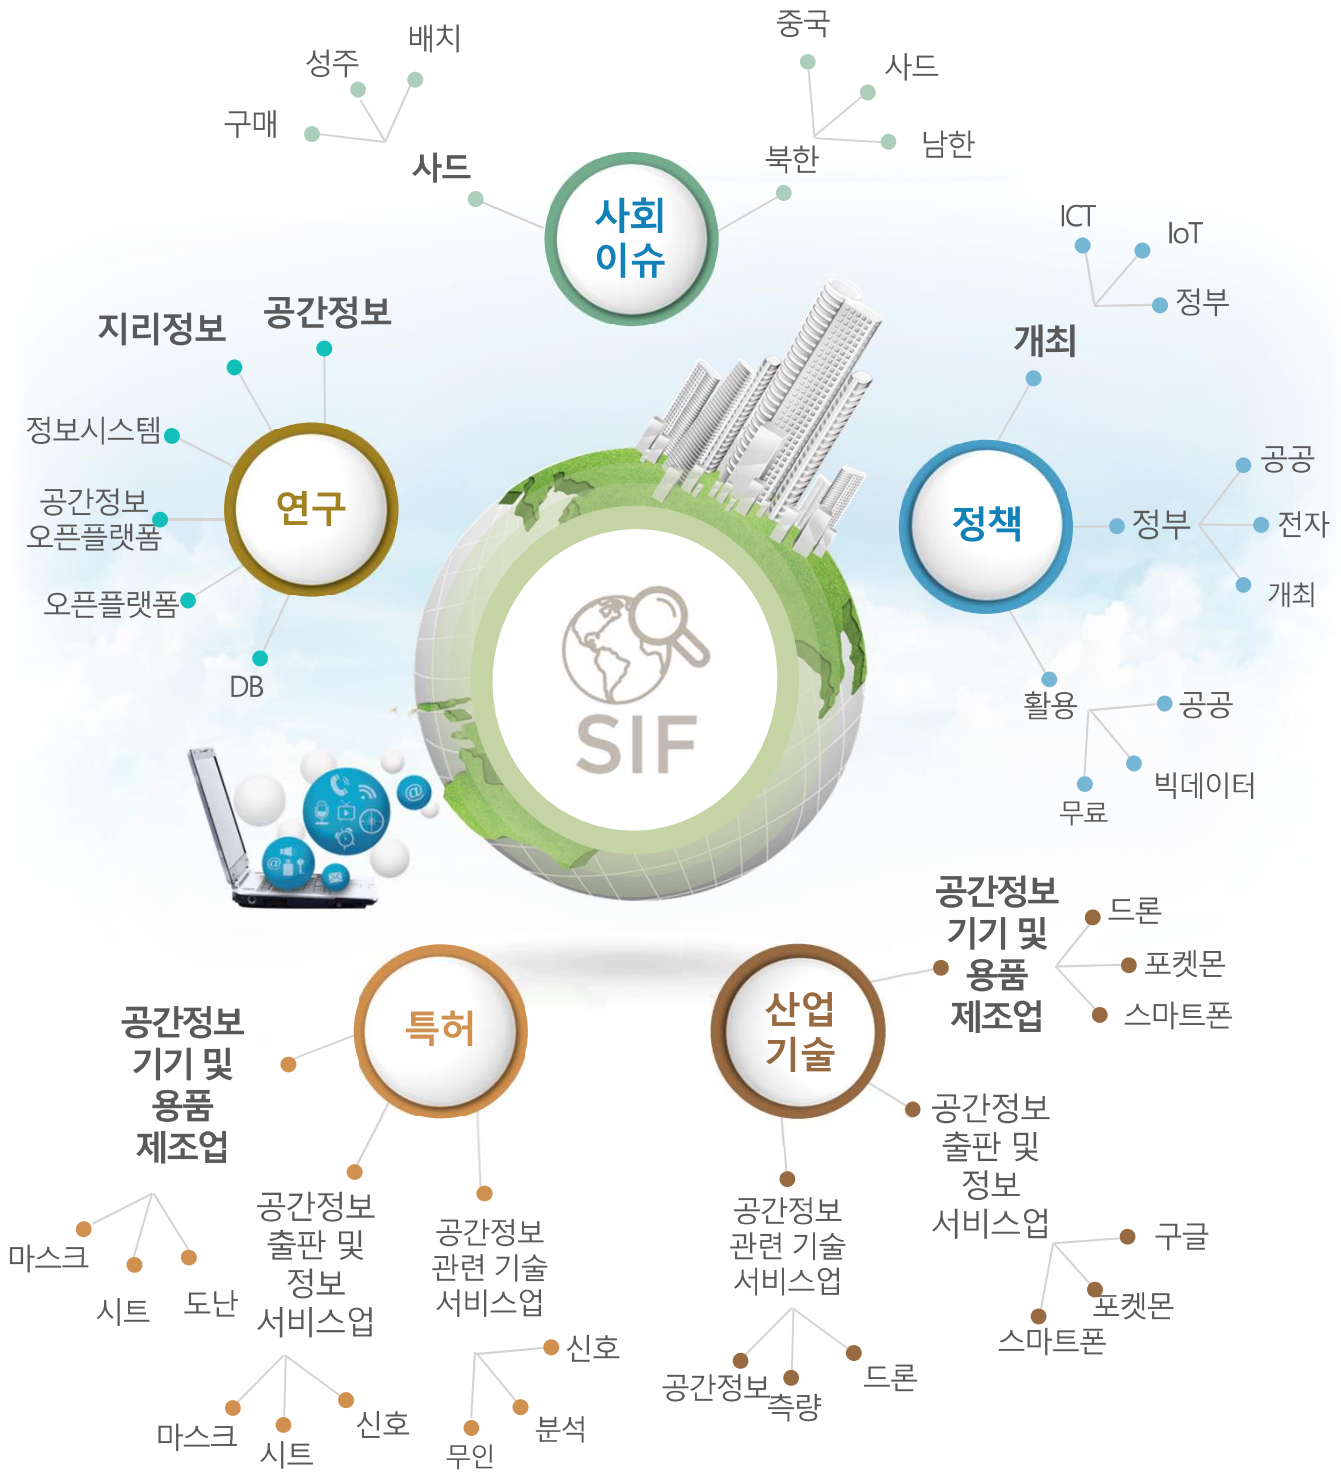 배치
성주
구매
사드
중국
사드
남한
북한
사회
이슈
ICT
IoT
정부
개최
지리정보
공간정보
정보시스템
공간정보
오픈플랫폼
오픈플랫폼
DB
연구
정책
공공
정부
전자
개최
활용
공공
빅데이터
무료
SIF
@
@
특허
공간정보
기기 및
용품
제조업
마스크
시트
도난
공간정보
출판 및
정보
서비스업
마스크
시트
신호
공간정보
관련 기술
서비스업
신호
분석
무인
산업
기술
공간정보
기기 및
용품
제조업
드론
포켓몬
스마트폰
공간정보
출판 및
정보
서비스업
구글
포켓몬
스마트폰
공간정보
관련 기술
서비스업
공간정보
측량
드론